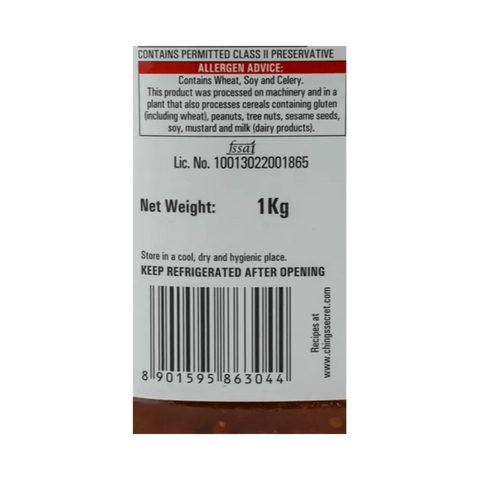 CONTAINS PERMITTED CLASS II PRESERVATIVE
ALLERGEN ADVICE:
Contains Wheat, Soy and Celery.
This product was processed on machinery and in a
plant that also processes cereals containing gluten
(including wheat), peanuts, tree nuts, sesame seeds,
soy, mustard and milk (dairy products).
fssai
Lic. No. 10013022001865
Net Weight: 1Kg
Store in a cool, dry and hygienic place.
KEEP REFRIGERATED AFTER OPENING
8 901595 863044
Recipes at
www.chingssecret.com